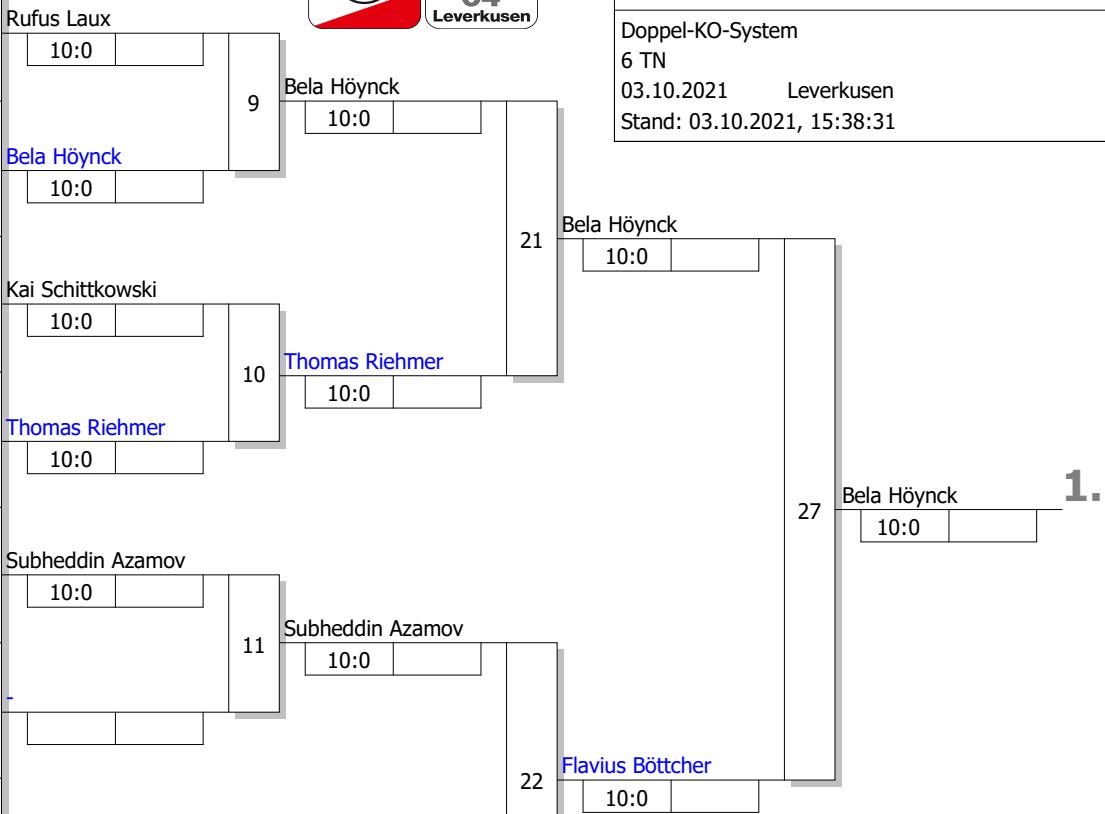 Leverkusen
Doppel-KO-System
6 TN
03.10.2021 Leverkusen
Stand: 03.10.2021, 15:38:31
Rufus Laux
10:0
9
Bela Höynck
10:0
Bela Höynck
10:0
21
Bela Höynck
10:0
Kai Schittkowski
10:0
10
Thomas Riehmer
10:0
Thomas Riehmer
10:0
27
Bela Höynck
1.
10:0
Subheddin Azamov
10:0
11
Subheddin Azamov
10:0
-
22
Flavius Böttcher
10:0